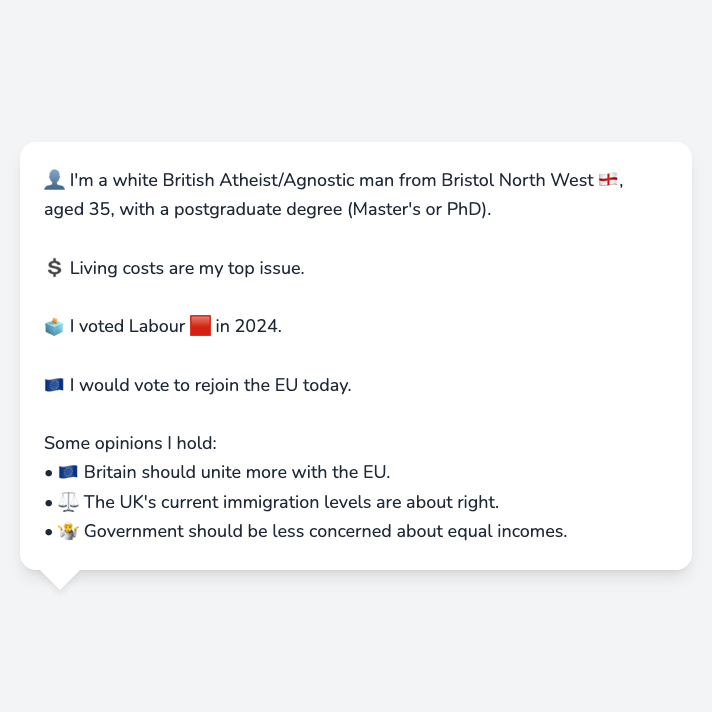 👤 I'm a white British Atheist/Agnostic man from Bristol North West 🏴󠁧󠁢󠁥󠁮󠁧󠁿,
aged 35, with a postgraduate degree (Master's or PhD).
💲 Living costs are my top issue.
🗳️ I voted Labour 🟥 in 2024.
🇪🇺 I would vote to rejoin the EU today.
Some opinions I hold:
• 🇪🇺 Britain should unite more with the EU.
• ⚖️ The UK's current immigration levels are about right.
• 🤷 Government should be less concerned about equal incomes.